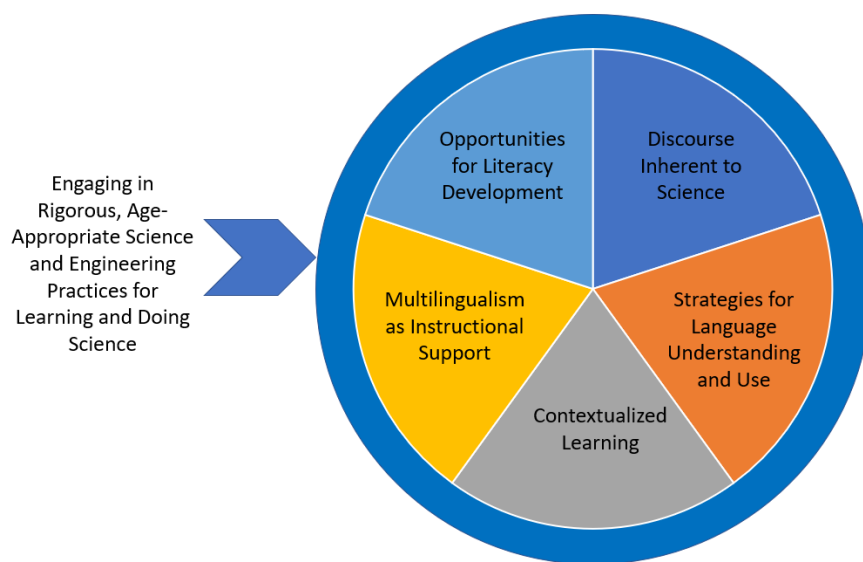 Engaging in
Rigorous, Age-
Appropriate Science
and Engineering
Practices for
Learning and Doing
Science
Opportunities
for Literacy
Development
Discourse
Inherent to
Science
Multilingualism
as Instructional
Support
Strategies for
Language
Understanding
and Use
Contextualized
Learning